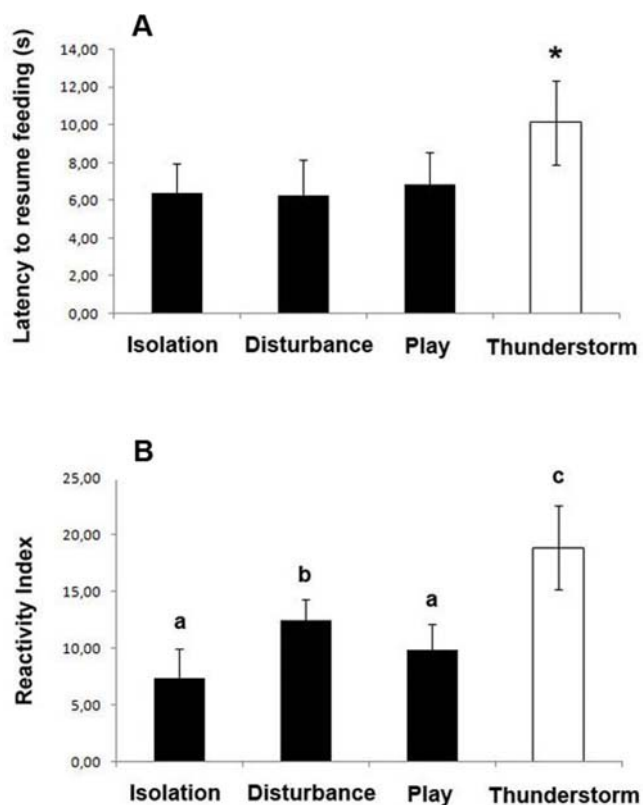 A
Latency to resume feeding (s)
14,00
12,00
10,00
8,00
6,00
4,00
2,00
0,00
*
Isolation Disturbance Play Thunderstorm
B
Reactivity Index
25,00
20,00
15,00
10,00
5,00
0,00
a
b
a
c
Isolation Disturbance Play Thunderstorm